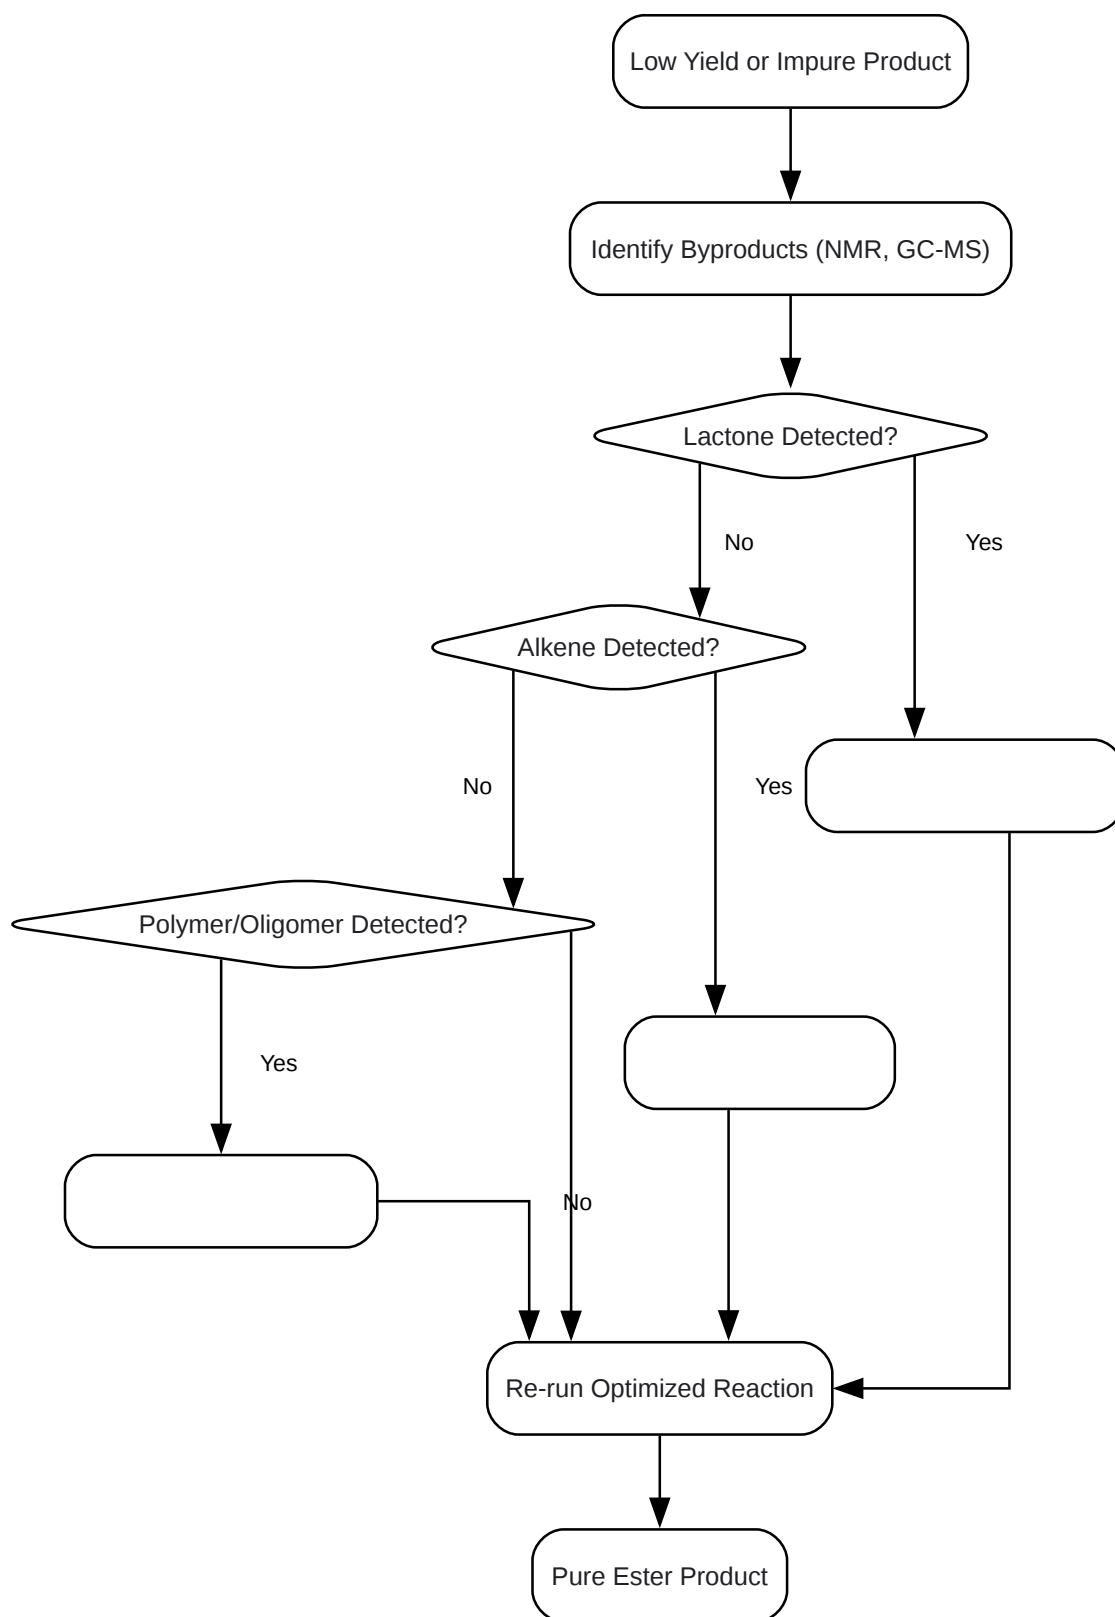 Low Yield or Impure Product
Identify Byproducts (NMR, GC-MS)
Lactone Detected?
No
Yes
Alkene Detected?
No
Yes
Polymer/Oligomer Detected?
Yes
No
Re-run Optimized Reaction
Pure Ester Product